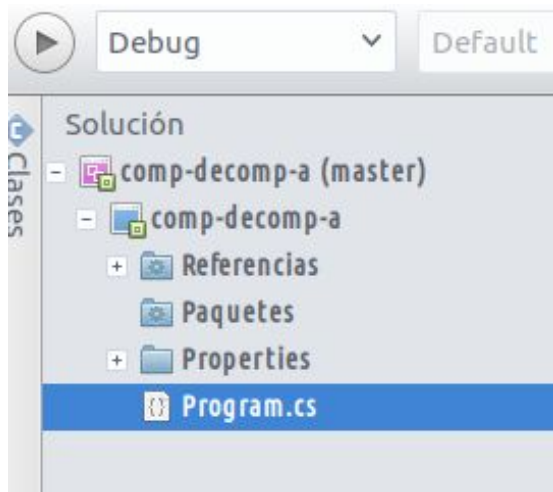 Debug Default
Clases
Solución
comp-decomp-a (master)
comp-decomp-a
Referencias
Paquetes
Properties
Program.cs